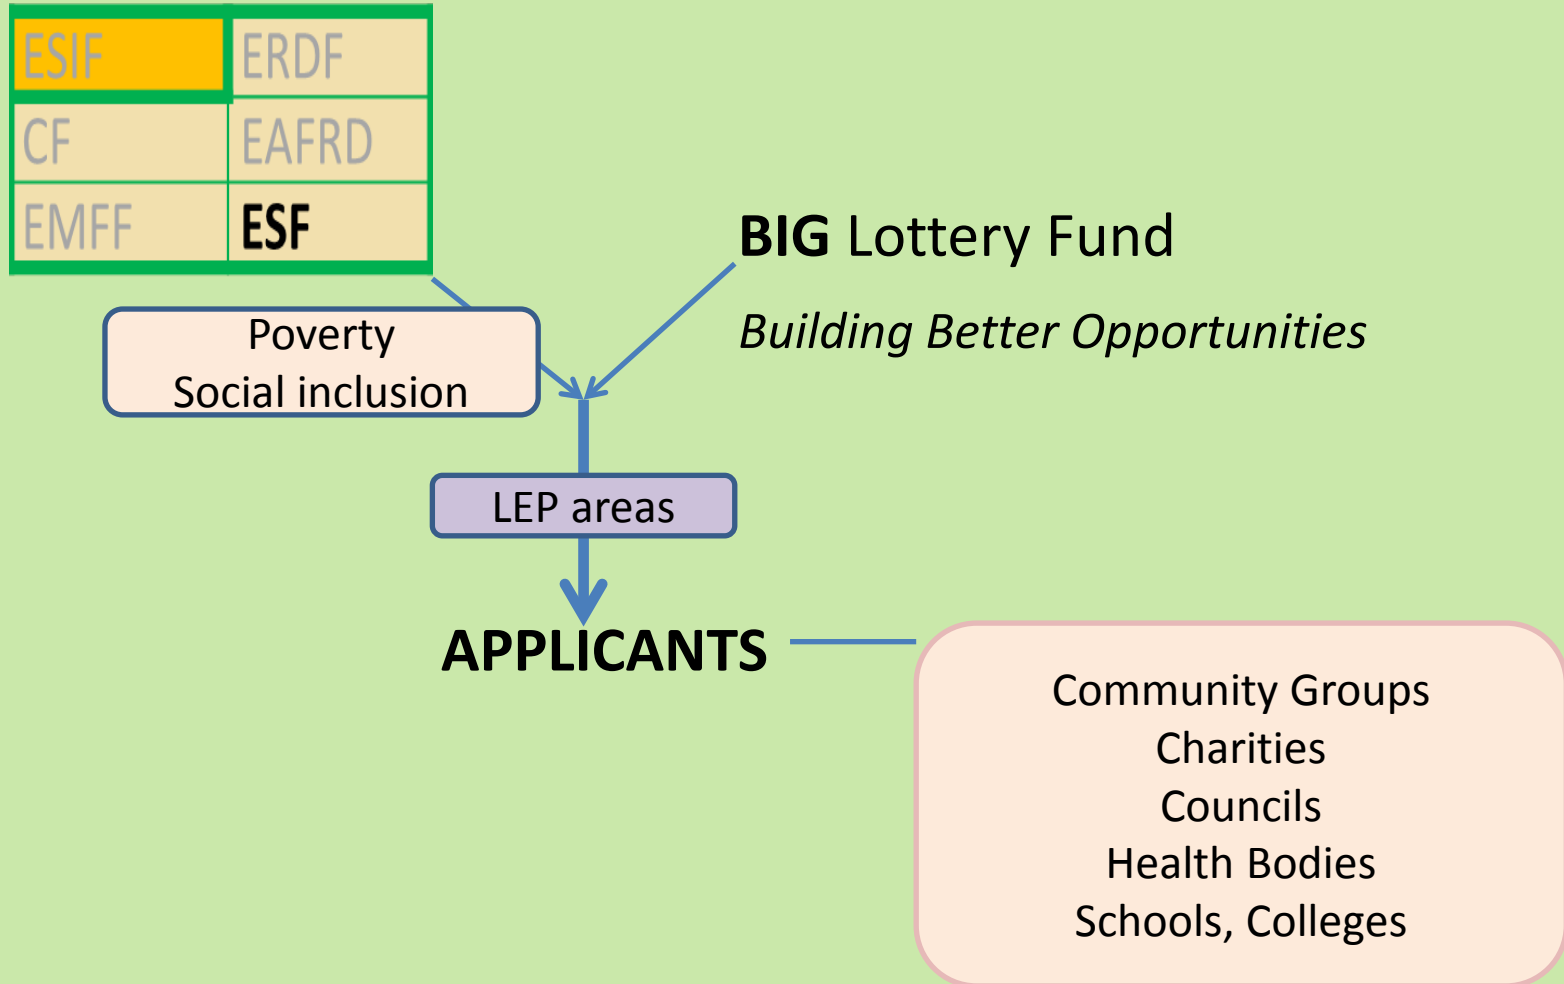 ESIF ERDF
CF EAFRD
EMFF ESF
BIG Lottery Fund
Building Better Opportunities
Poverty
Social inclusion
LEP areas
APPLICANTS
Community Groups
Charities
Councils
Health Bodies
Schools, Colleges